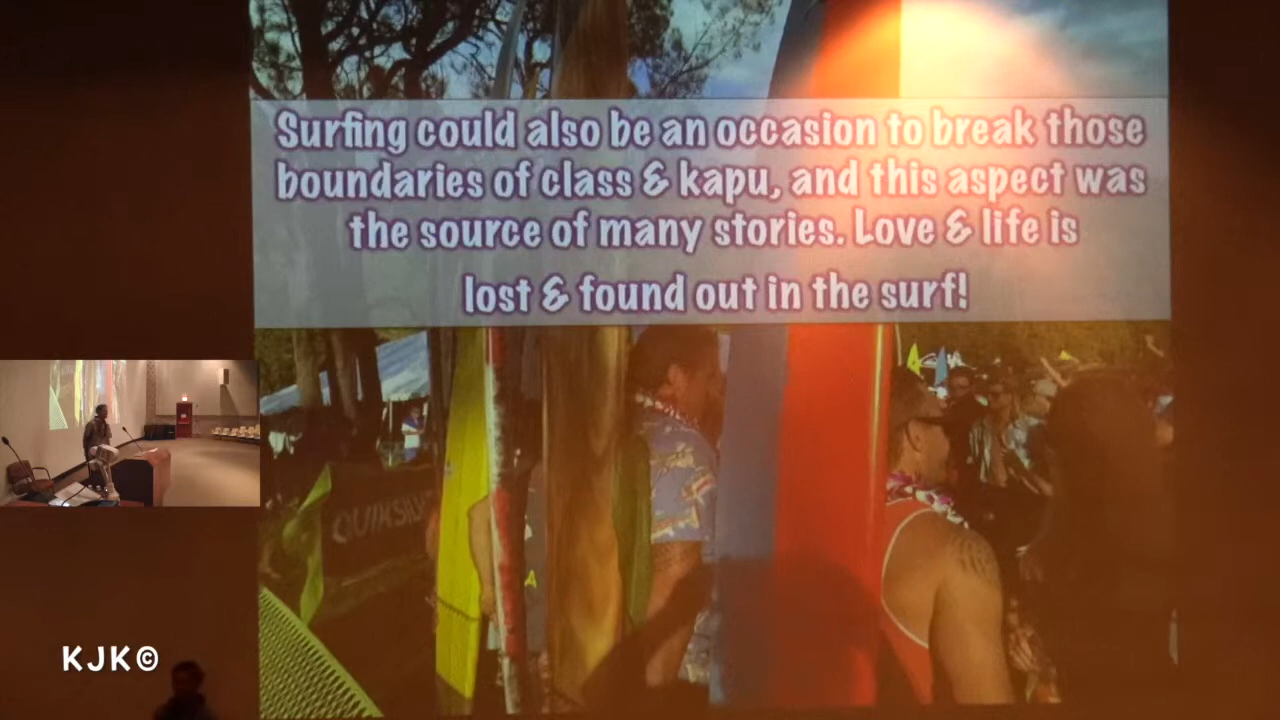 Surfing could also be an occasion to break those
boundaries of class & kapu, and this aspect was
the source of many stories. Love & life is
lost & found out in the surf!
KJK©